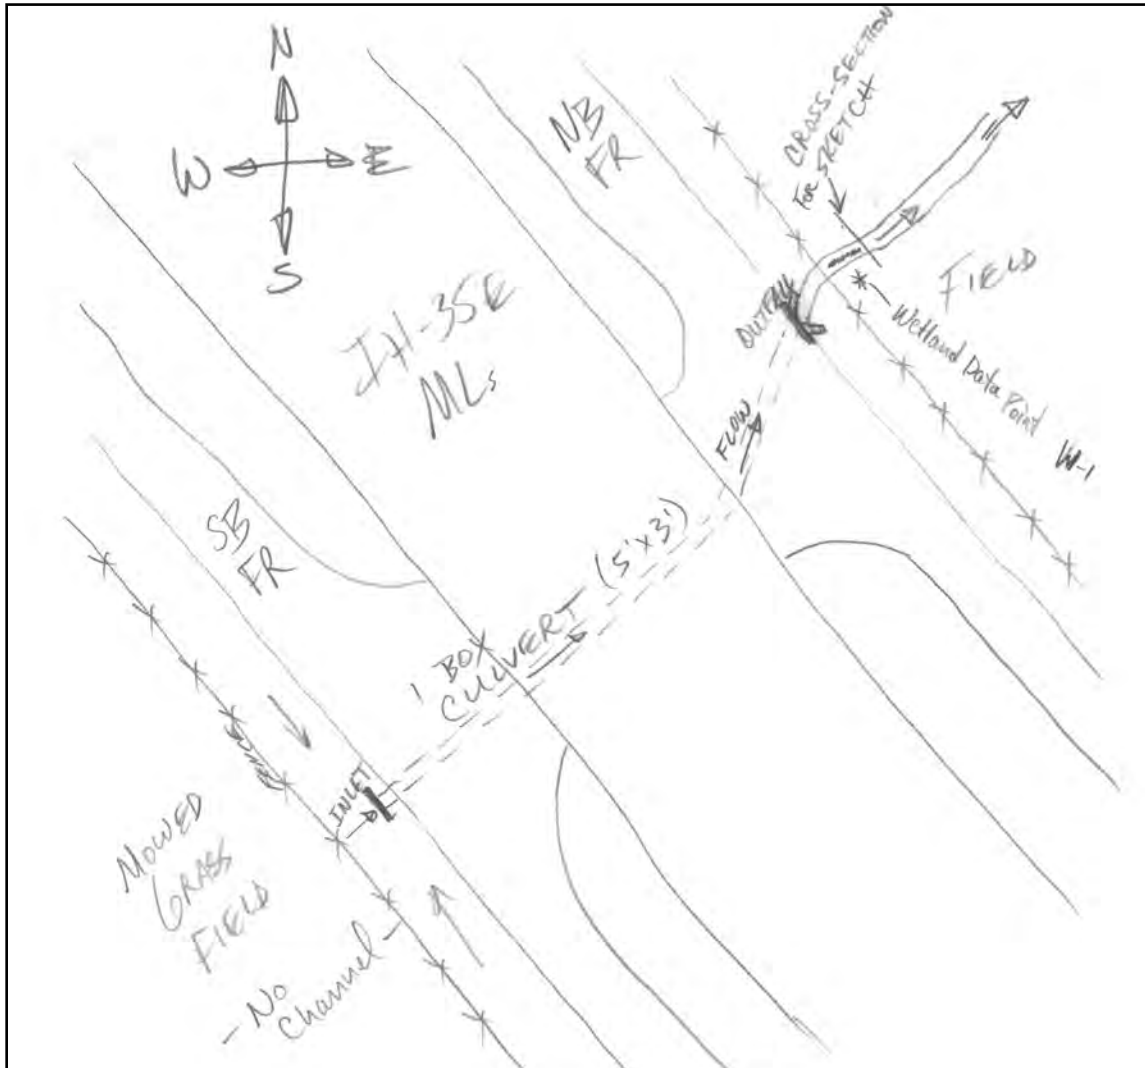 N
W
E
S
NB
FR
CROSS-SECTION
For SKETCH
IH-35E
MLs
FIELD
OUTFALL
Wetland Data Point W-1
FLOW
SB
FR
1 BOX
CULVERT (5'x3')
INLET
MOWED
GRASS
FIELD
- No
Channel -